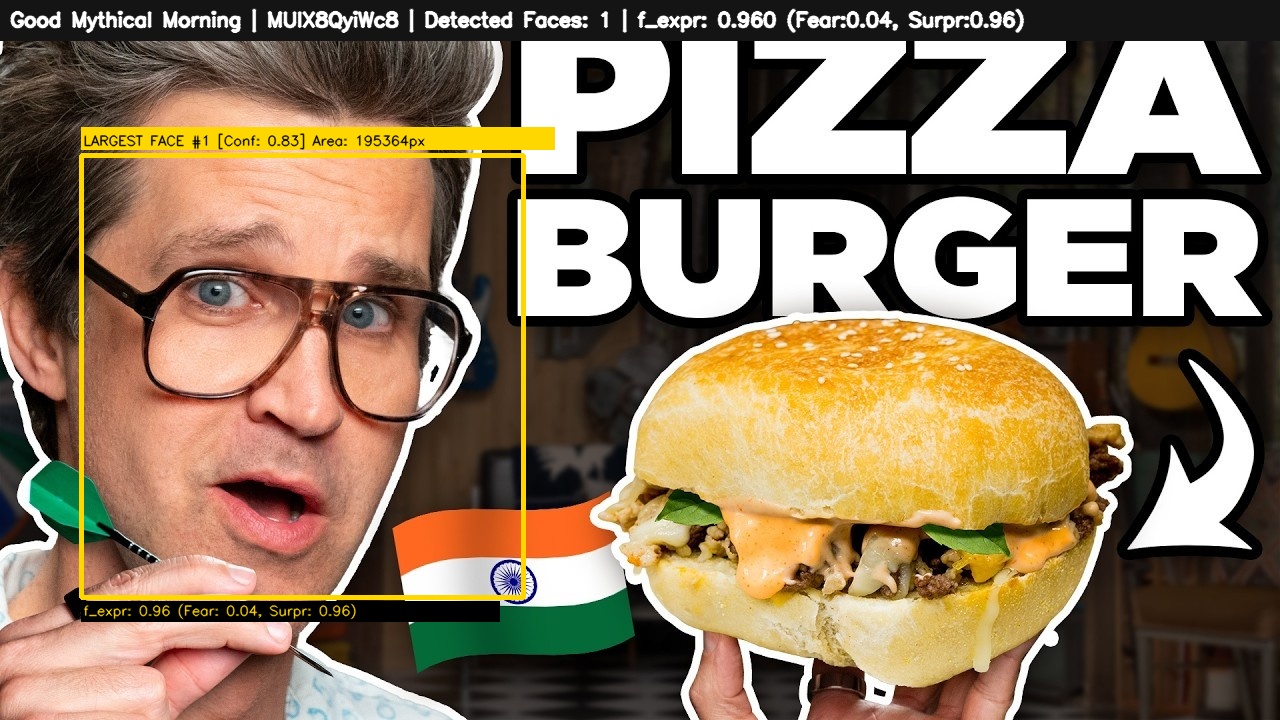 Good Mythical Morning | MUIX8QyiWc8 | Detected Faces: 1 | f_expr: 0.960 (Fear:0.04, Surpr:0.96)
PIZZA
BURGER
LARGEST FACE #1 [Conf: 0.83] Area: 195364px
f_expr: 0.96 (Fear: 0.04, Surpr: 0.96)